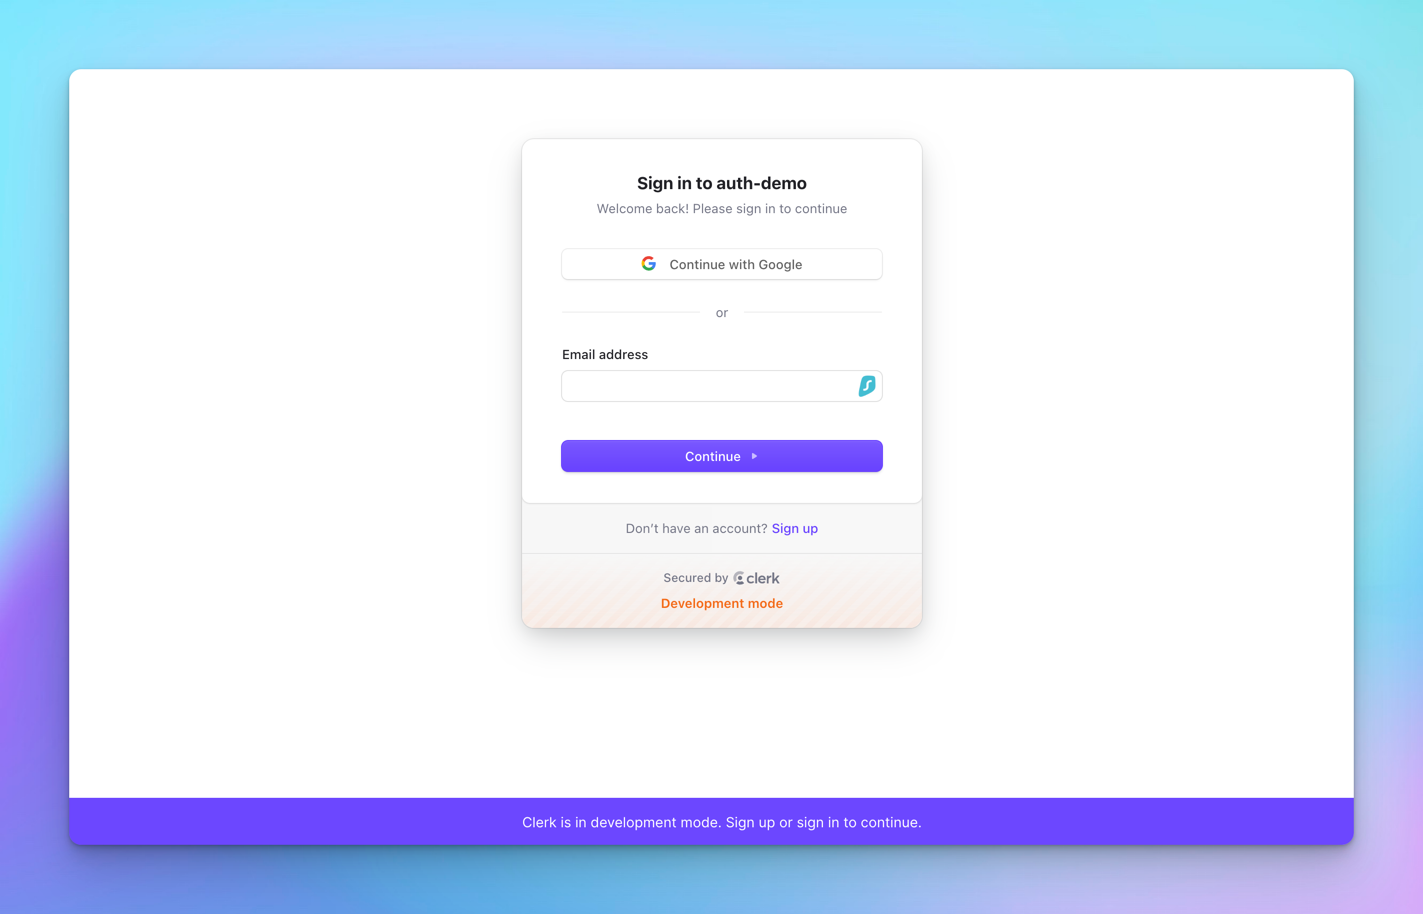 Sign in to auth-demo
Welcome back! Please sign in to continue
Continue with Google
or
Email address
Continue
Don’t have an account? Sign up
Secured by clerk
Development mode
Clerk is in development mode. Sign up or sign in to continue.